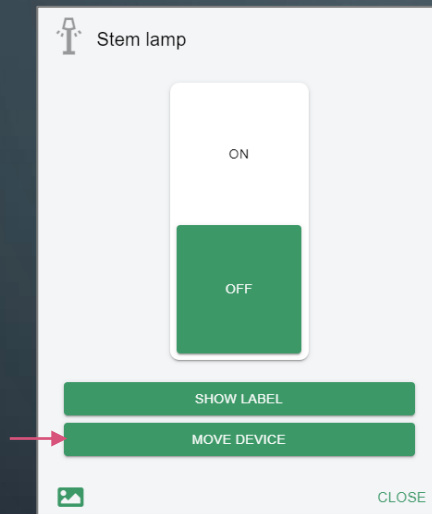 Stem lamp
ON
OFF
SHOW LABEL
MOVE DEVICE
CLOSE